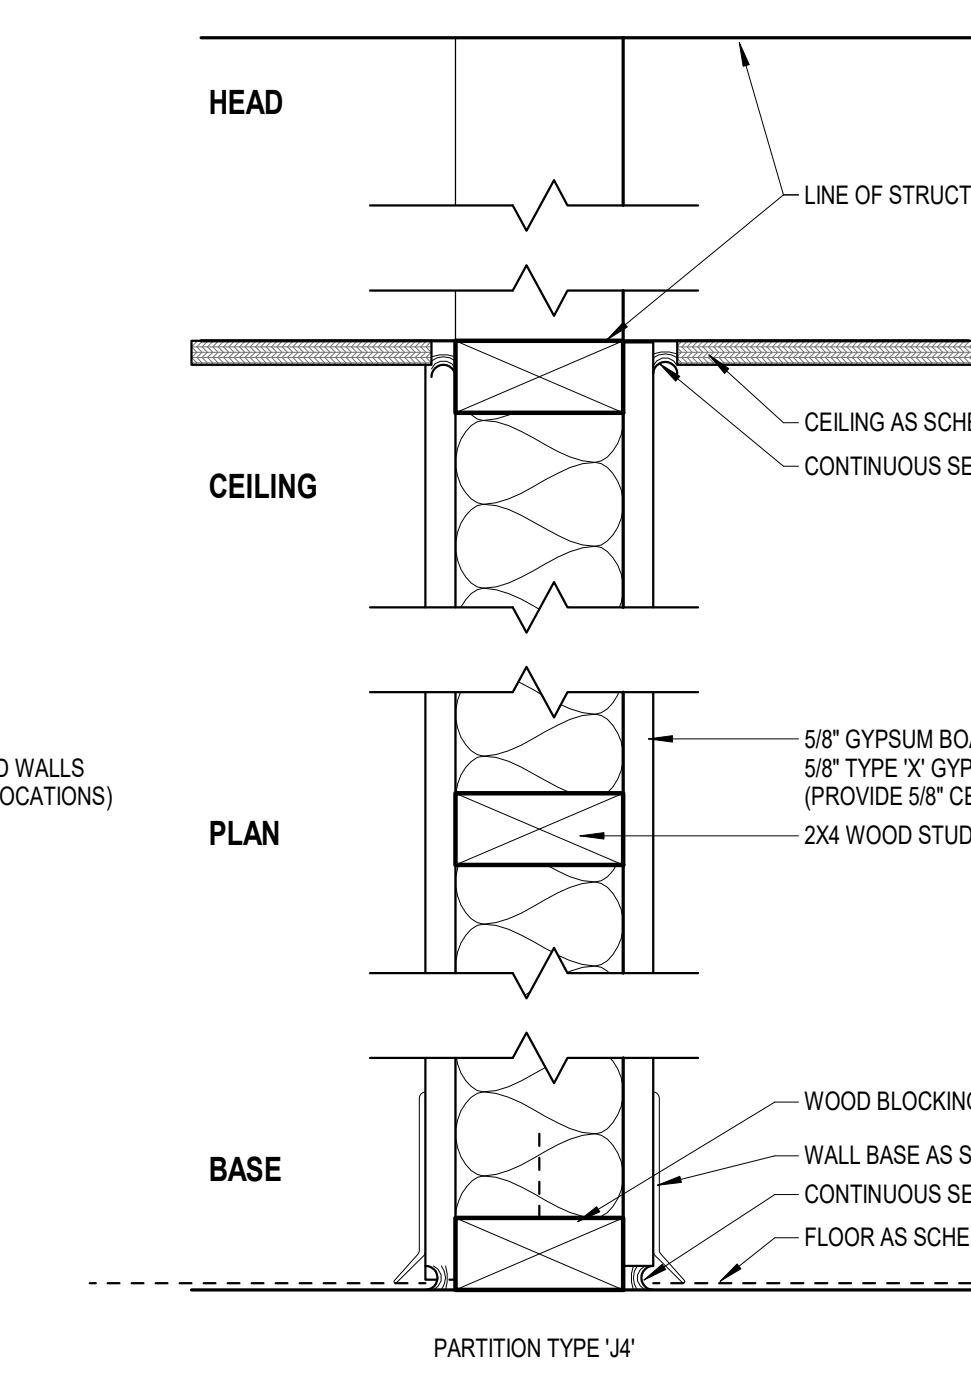 HEAD
LINE OF STRUCT
CEILING AS SCHE
CONTINUOUS SE
CEILING
5/8" GYPSUM BOA
5/8" TYPE 'X' GYP
(PROVIDE 5/8" CE
2X4 WOOD STUD
D WALLS
OCATIONS)
PLAN
WOOD BLOCKING
WALL BASE AS S
CONTINUOUS SE
FLOOR AS SCHE
BASE
PARTITION TYPE 'J4'